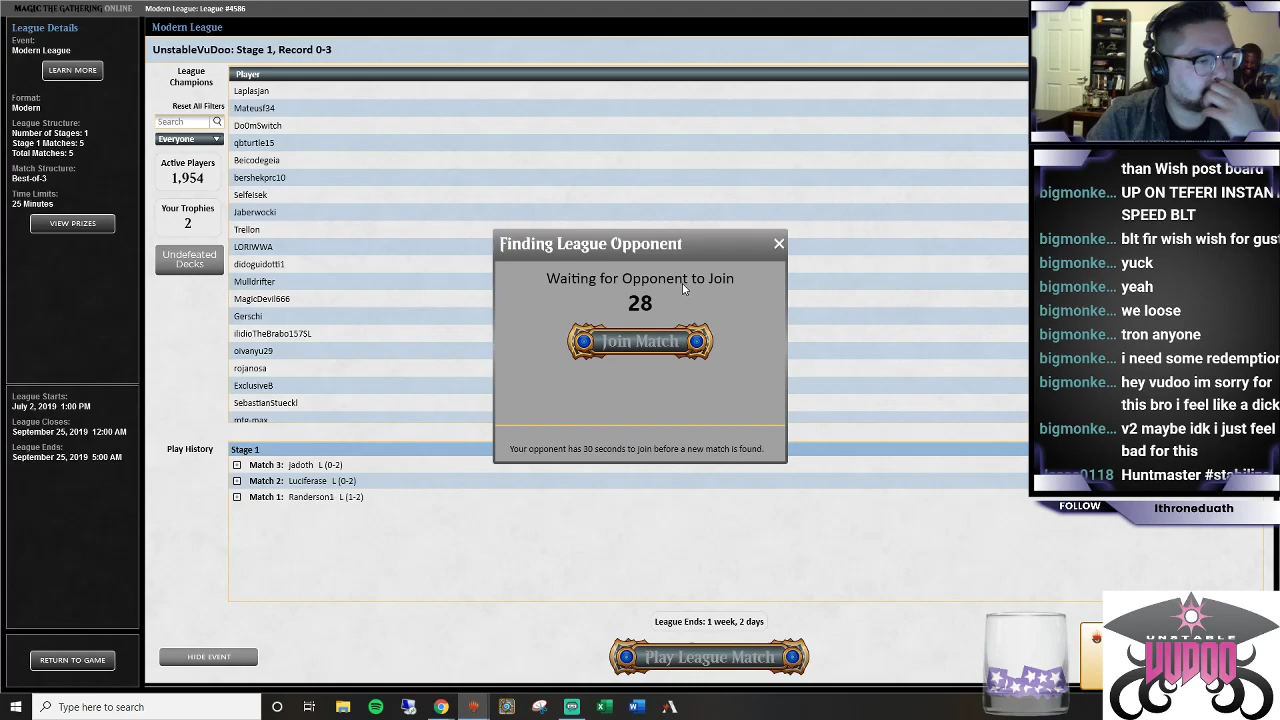 MAGIC THE GATHERING ONLINE
Modern League: League #4586
League Details
Event:
Modern League
LEARN MORE
Format:
Modern
League Structure:
Number of Stages: 1
Stage 1 Matches: 5
Total Matches: 5
Match Structure:
Best-of-3
Time Limits:
25 Minutes
VIEW PRIZES
League Starts:
July 2, 2019 1:00 PM
League Closes:
September 25, 2019 12:00 AM
League Ends:
September 25, 2019 5:00 AM
RETURN TO GAME
Modern League
UnstableVuDoo: Stage 1, Record 0-3
League
Champions
Reset All Filters
Search
Everyone
Active Players
1,954
Your Trophies
2
Undefeated
Decks
Player
Laplasjan
Mateusf34
Do0mSwitch
qbturtle15
Beicodegeia
bershekprc10
Selfeisek
Jaberwocki
Trellon
LORIWWA
didoguidotti1
Mulldrifter
MagicDevil666
Gerschi
ilidioTheBrabo157SL
oivanyu29
rojanosa
ExclusiveB
SebastianStueckl
mtg-max
Finding League Opponent
Waiting for Opponent to Join
28
Join Match
Your opponent has 30 seconds to join before a new match is found.
Play History
Stage 1
Match 3: Jadoth L (0-2)
Match 2: Luciferase L (0-2)
Match 1: Randerson1 L (1-2)
League Ends: 1 week, 2 days
HIDE EVENT
Play League Match
than Wish post board
bigmonke... UP ON TEFERI INSTAN
SPEED BLT
bigmonke... blt fir wish wish for gust
bigmonke... yuck
bigmonke... yeah
bigmonke... we loose
bigmonke... tron anyone
bigmonke... i need some redemption
bigmonke... hey vudoo im sorry for
this bro i feel like a dick
bigmonke... v2 maybe idk i just feel
bad for this
0118 Huntmaster #stabilize
FOLLOW
Ithroneduath
UNSTABLE
VUDOO
Type here to search